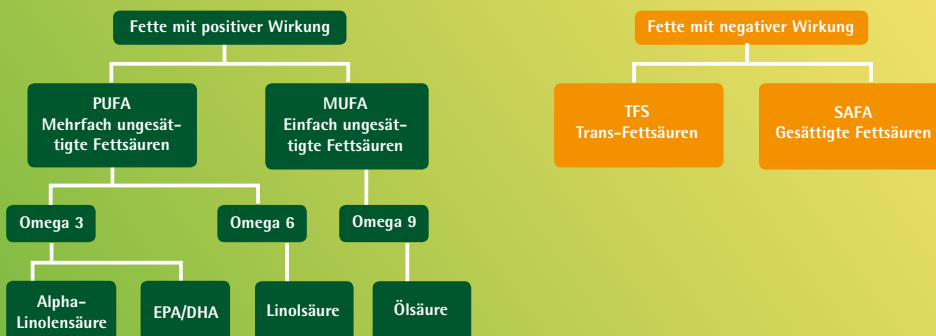 Fette mit positiver Wirkung
Fette mit negativer Wirkung
PUFA
Mehrfach ungesät-
tigte Fettsäuren
MUFA
Einfach ungesät-
tigte Fettsäuren
TFS
Trans-Fettsäuren
SAFA
Gesättigte Fettsäuren
Omega 3
Omega 6
Omega 9
Alpha-
Linolensäure
EPA/DHA
Linolsäure
Ölsäure